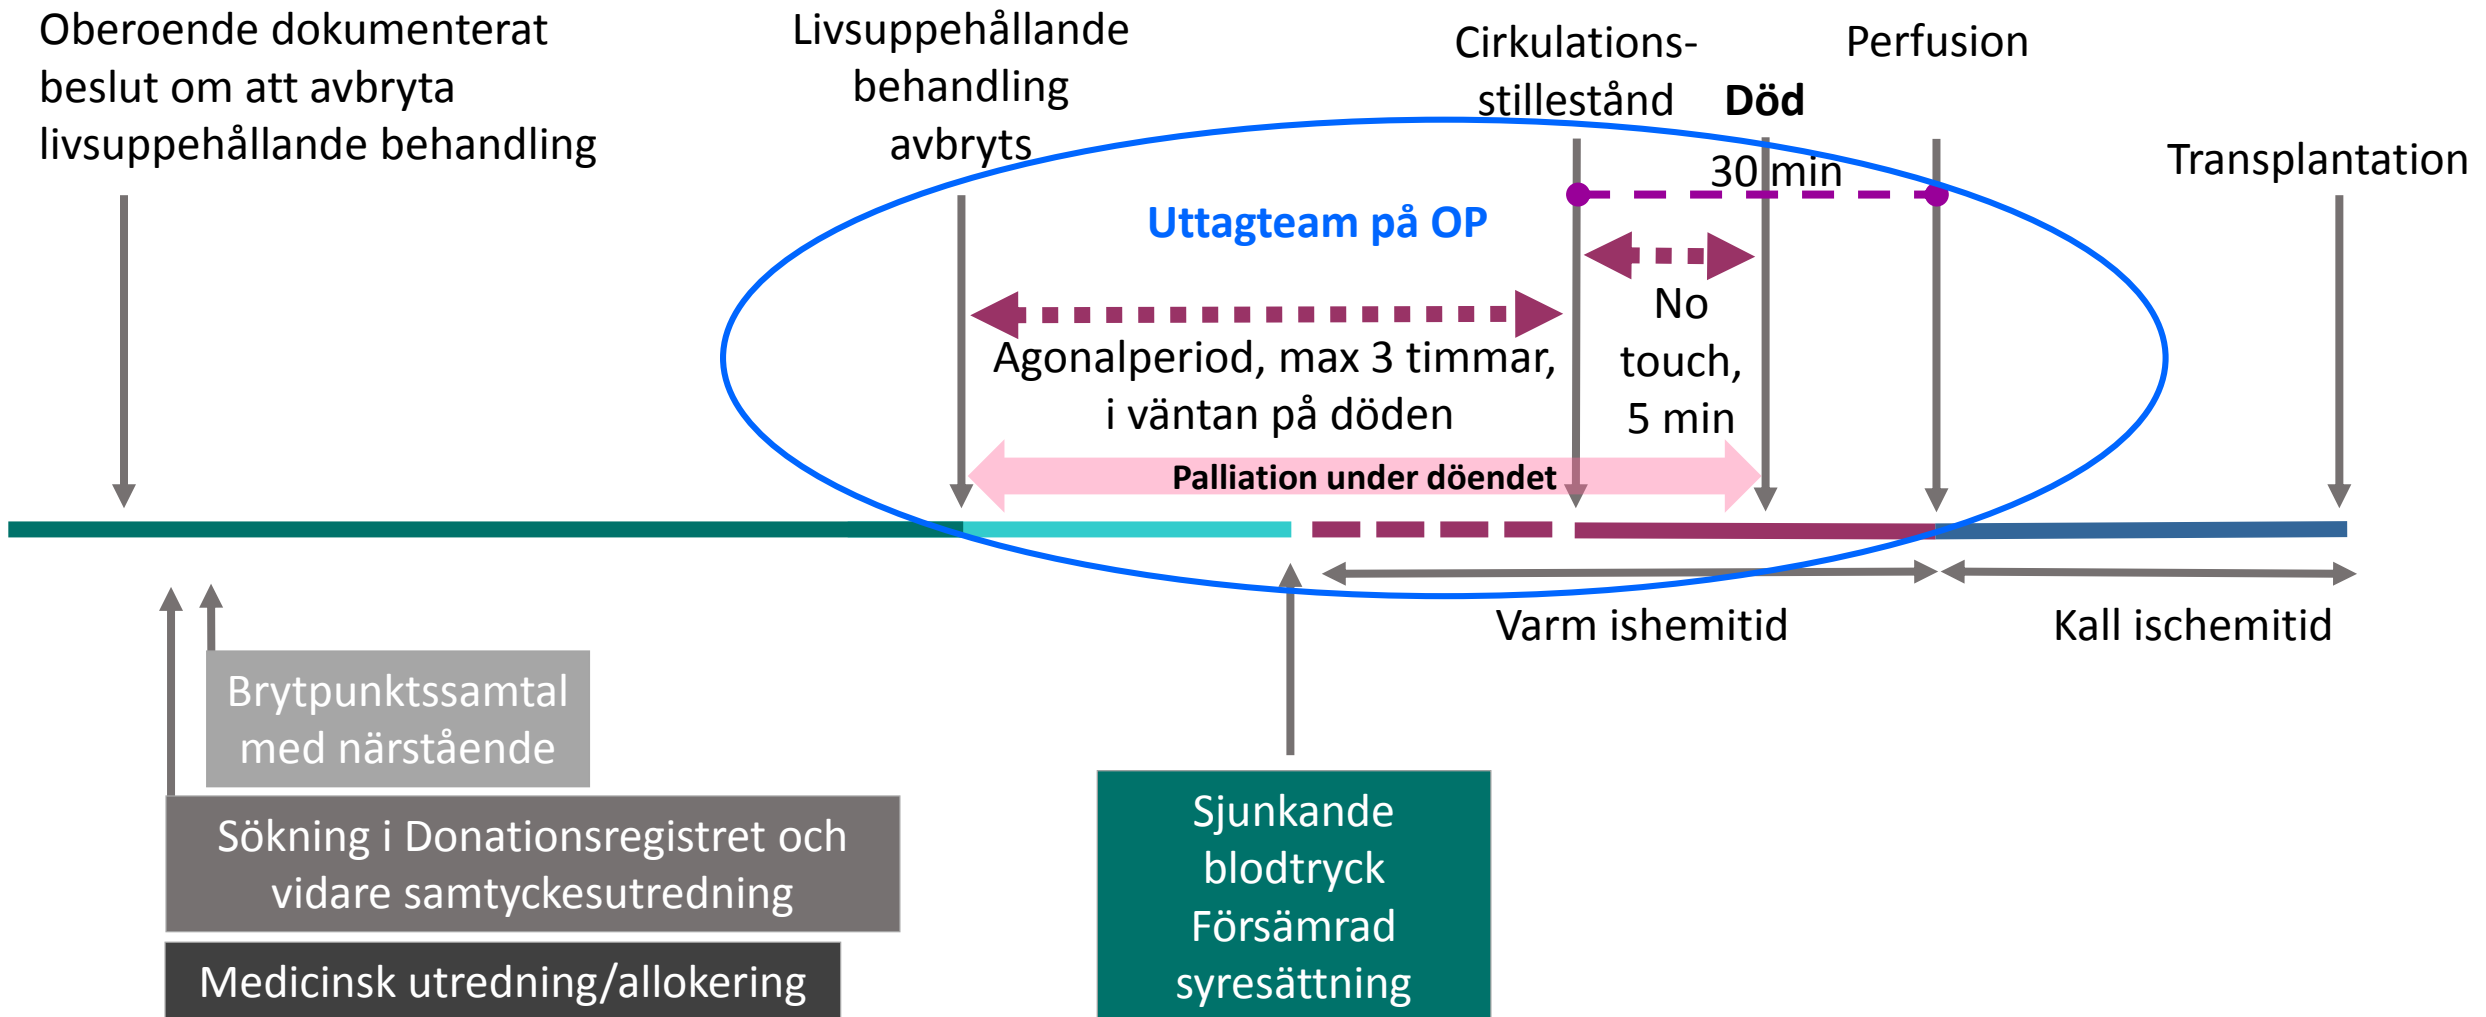 Oberoende dokumenterat
beslut om att avbryta
livsuppehållande behandling
Livsuppehållande
behandling
avbryts
Cirkulations-
stillestånd
Död
Perfusion
Transplantation
30 min
Uttagteam på OP
No
touch,
5 min
Agonalperiod, max 3 timmar,
i väntan på döden
Palliation under döendet
Varm ishemitid
Kall ischemitid
Brytpunktssamtal
med närstående
Sökning i Donationsregistret och
vidare samtyckesutredning
Medicinsk utredning/allokering
Sjunkande
blodtryck
Försämrad
syresättning